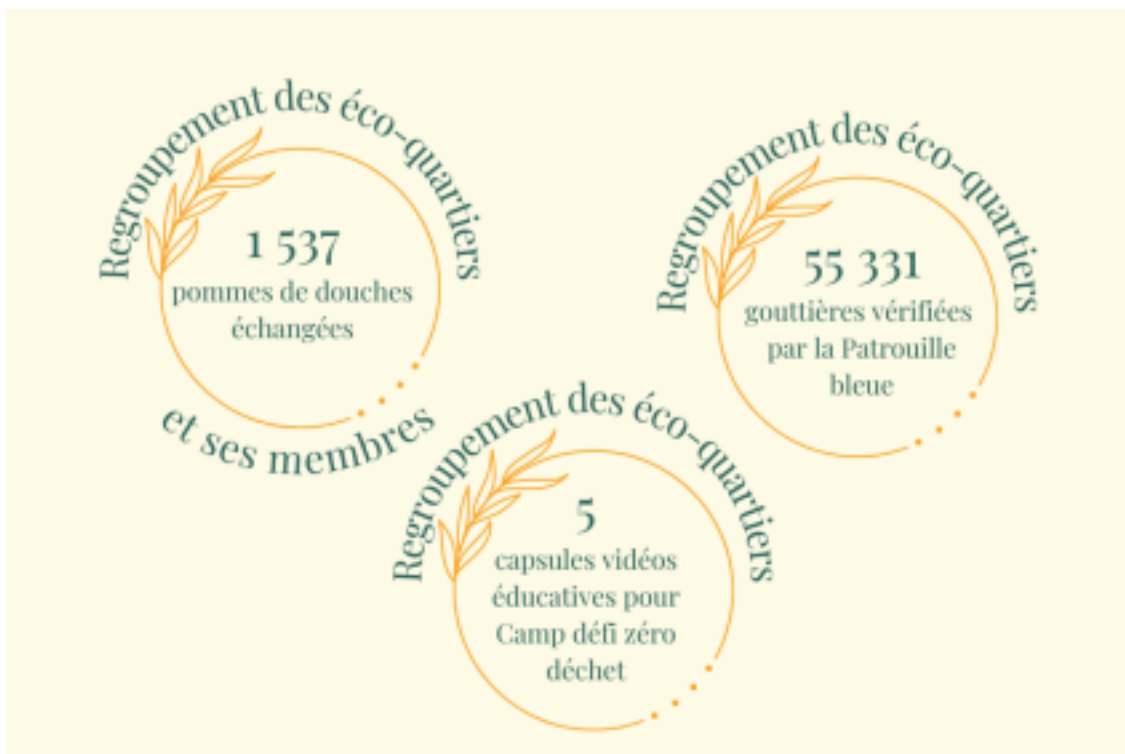 Regroupement des éco-quartiers
1 537
pommes de douches
échangées
et ses membres
Regroupement des éco-quartiers
55 331
gouttières vérifiées
par la Patrouille
bleue
Regroupement des éco-quartiers
5
capsules vidéos
éducatives pour
Camp défi zéro
déchet